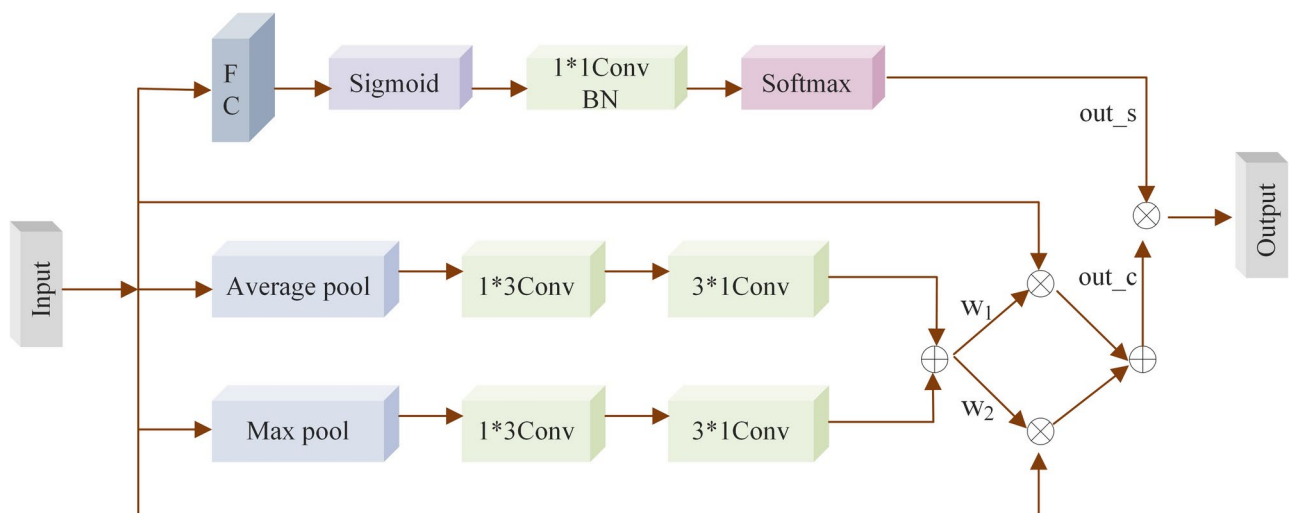 F
C
Sigmoid
1*1Conv
BN
Softmax
out_s
Input
Output
Average pool
1*3Conv
3*1Conv
out_c
w₁
w₂
Max pool
1*3Conv
3*1Conv